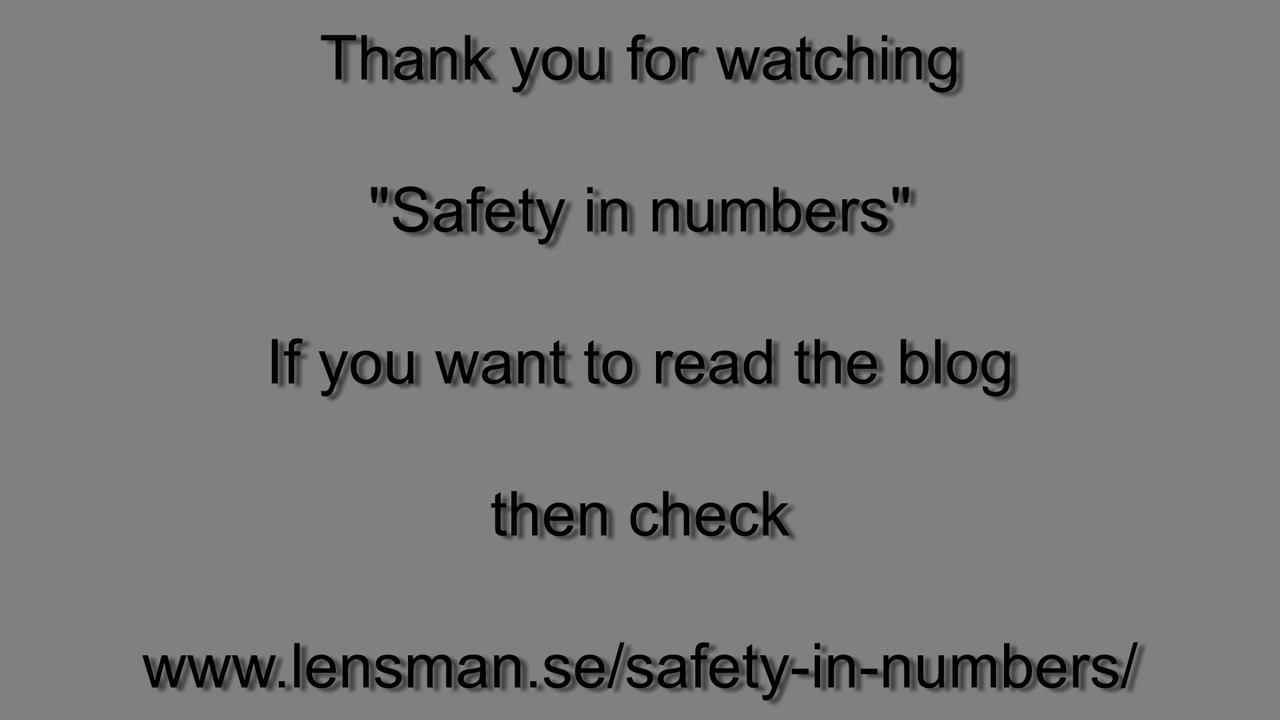 Thank you for watching
"Safety in numbers"
If you want to read the blog
then check
www.lensman.se/safety-in-numbers/